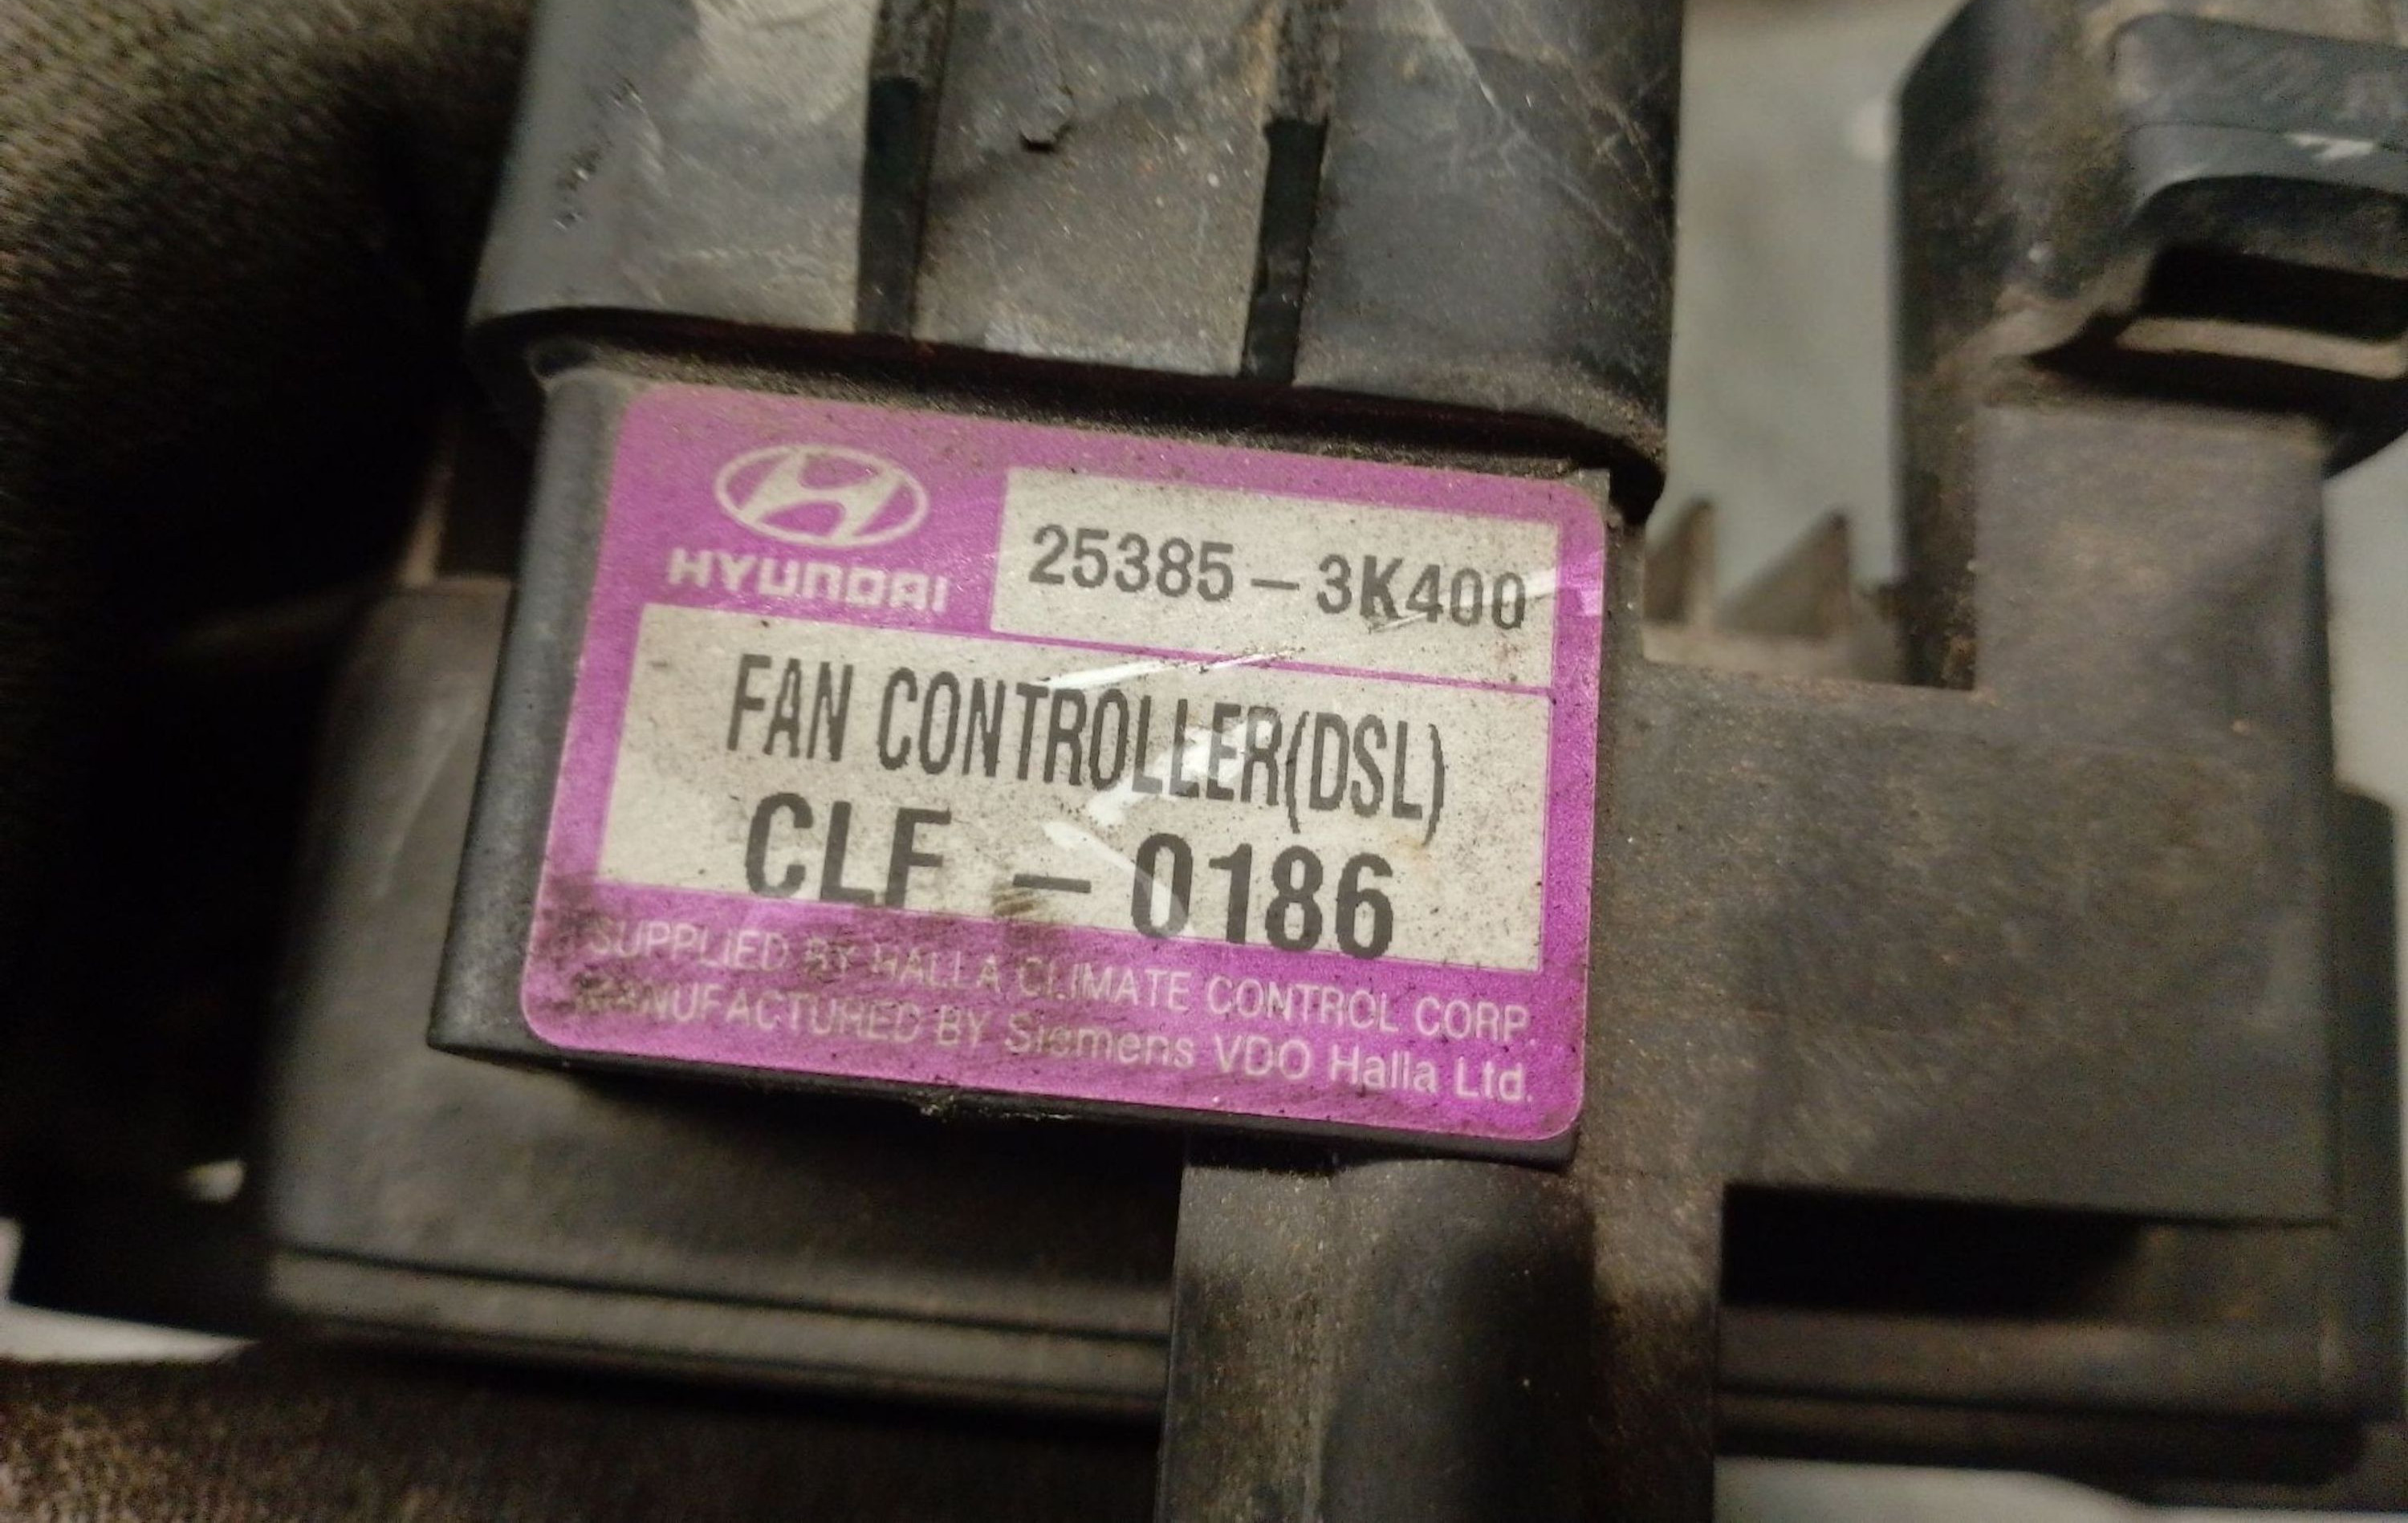 HYUNDAI
25385-3K400
FAN CONTROLLER(DSL)
CLF - 0186
SUPPLIED BY HALLA CLIMATE CONTROL CORP.
MANUFACTURED BY Siemens VDO Halla Ltd.